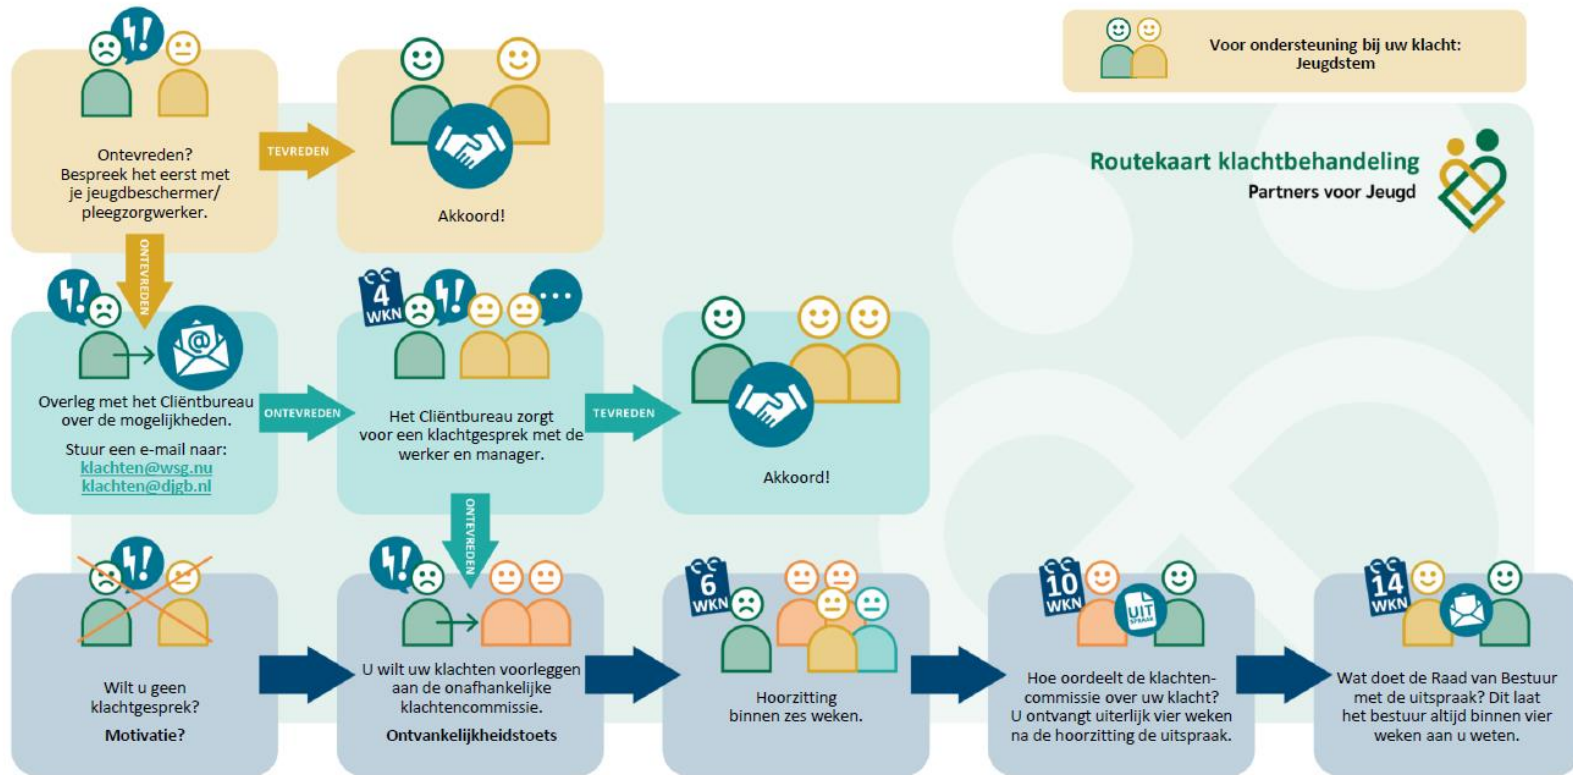 Voor ondersteuning bij uw klacht:
Jeugdstem
Routekaart klachtbehandeling
Partners voor Jeugd
Ontevreden?
Bespreek het eerst met
je jeugdbeschermer/
pleegzorgwerker.
TEVREDEN
Akkoord!
ONTEVREDEN
Overleg met het Cliëntbureau
over de mogelijkheden.
Stuur een e-mail naar:
klachten@wsg.nu
klachten@djgb.nl
ONTEVREDEN
4
WKN
Het Cliëntbureau zorgt
voor een klachtgesprek met de
werker en manager.
TEVREDEN
Akkoord!
ONTEVREDEN
Wilt u geen
klachtgesprek?
Motivatie?
U wilt uw klachten voorleggen
aan de onafhankelijke
klachtencommissie.
Ontvankelijkheidstoets
6
WKN
Hoorzitting
binnen zes weken.
10
WKN
UIT
SPRAAK
Hoe oordeelt de klachten-
commissie over uw klacht?
U ontvangt uiterlijk vier weken
na de hoorzitting de uitspraak.
14
WKN
Wat doet de Raad van Bestuur
met de uitspraak? Dit laat
het bestuur altijd binnen vier
weken aan u weten.